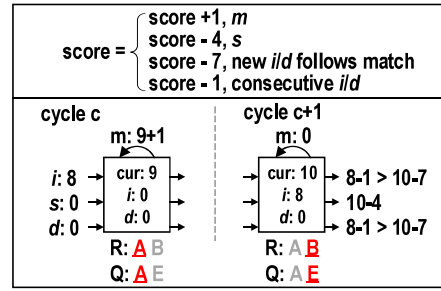 score = 
score +1, m
score - 4, s
score - 7, new i/d follows match
score - 1, consecutive i/d
cycle c
m: 9+1
i: 8
s: 0
d: 0
cur: 9
i: 0
d: 0
R: A B
Q: A E
cycle c+1
m: 0
cur: 10
i: 8
d: 0
8-1 > 10-7
10-4
8-1 > 10-7
R: A B
Q: A E